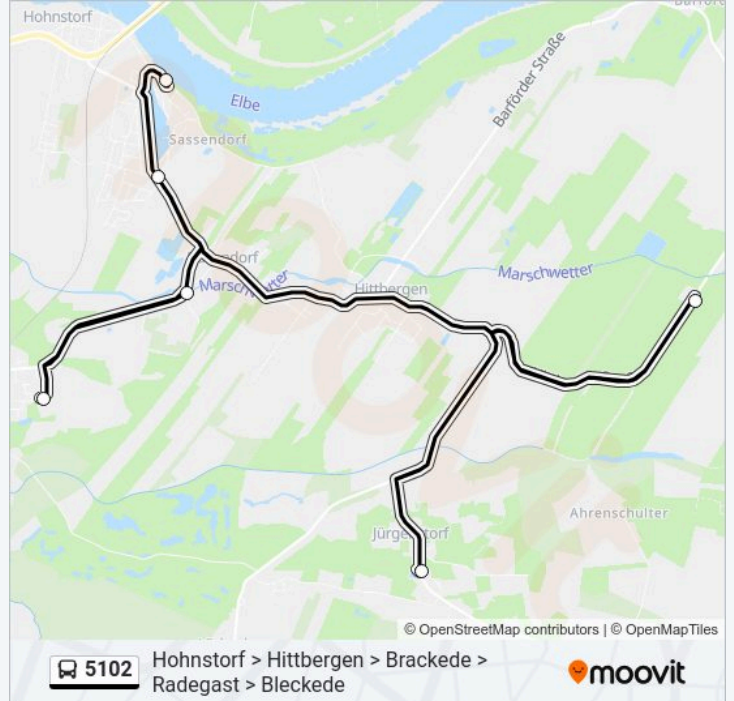 Hohnstorf
Elbe
Barförder Straße
Sassendorf
Marschwetter
Marschwetter
Hittbergen
Ahrenschulter
© OpenStreetMap contributors | © OpenMapTiles
5102
Hohnstorf > Hittbergen > Brackede >
Radegast > Bleckede
moovit